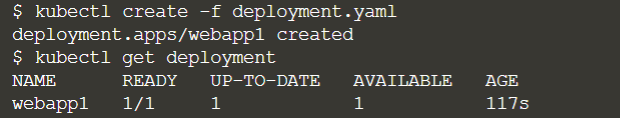 $ kubectl create -f deployment.yaml
deployment.apps/webapp1 created
$ kubectl get deployment
NAME READY UP-TO-DATE AVAILABLE AGE
webapp1 1/1 1 1 117s